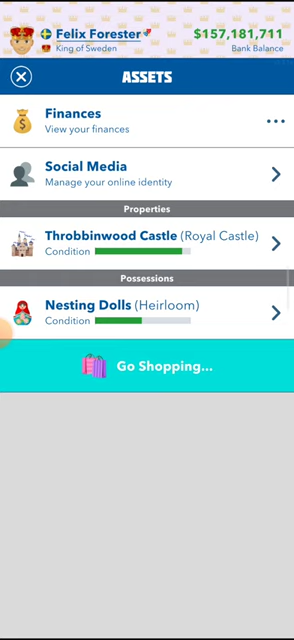 Felix Forester
$157,181,711
King of Sweden
Bank Balance
ASSETS
Finances
View your finances
Social Media
Manage your online identity
Properties
Throbbinwood Castle (Royal Castle)
Condition
Possessions
Nesting Dolls (Heirloom)
Condition
Go Shopping...